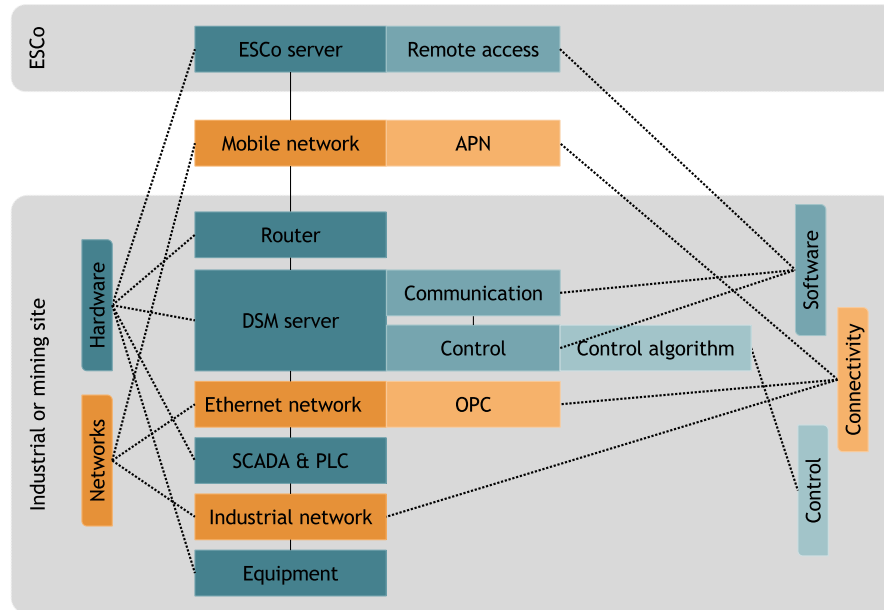 ESCo
ESCo server
Remote access
Mobile network
APN
Industrial or mining site
Hardware
Networks
Router
DSM server
Communication
Control
Control algorithm
Ethernet network
OPC
SCADA & PLC
Industrial network
Equipment
Software
Connectivity
Control